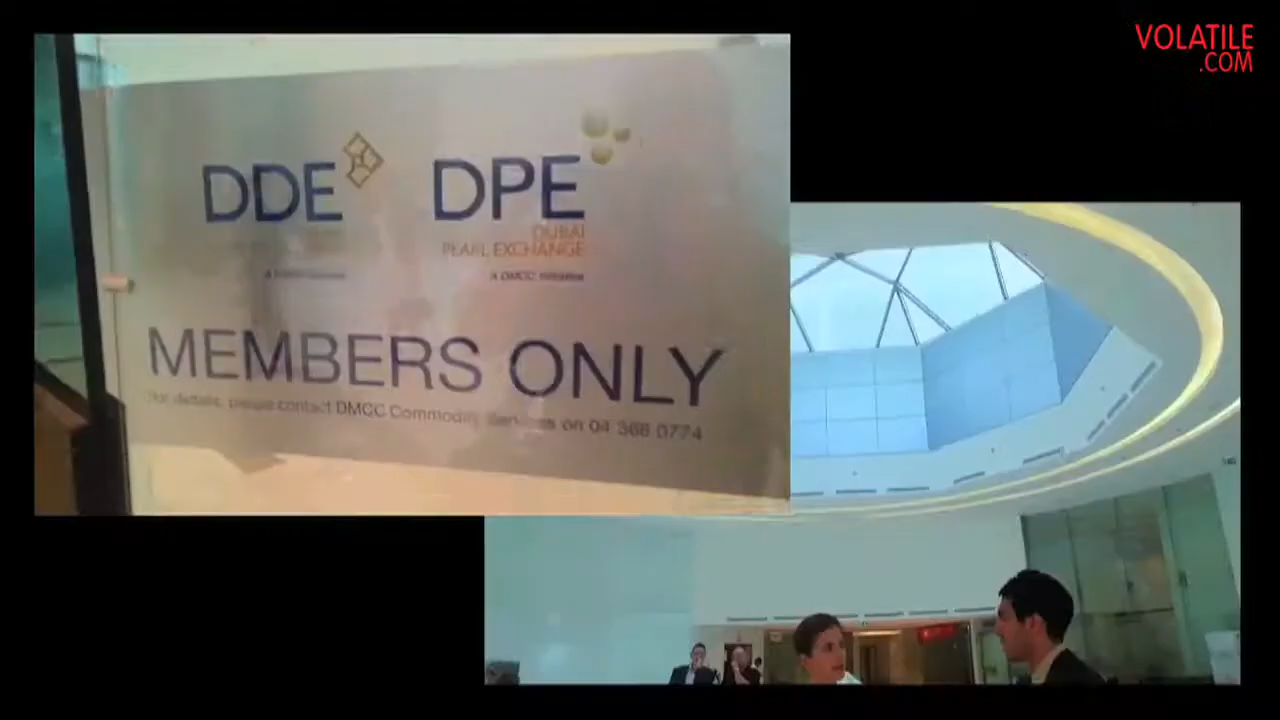 VOLATILE
.COM
DDE
DPE
DUBAI
PEARL EXCHANGE
A DMCC
MEMBERS ONLY
For details, please contact DMCC Commodity Services on 04 368 0774